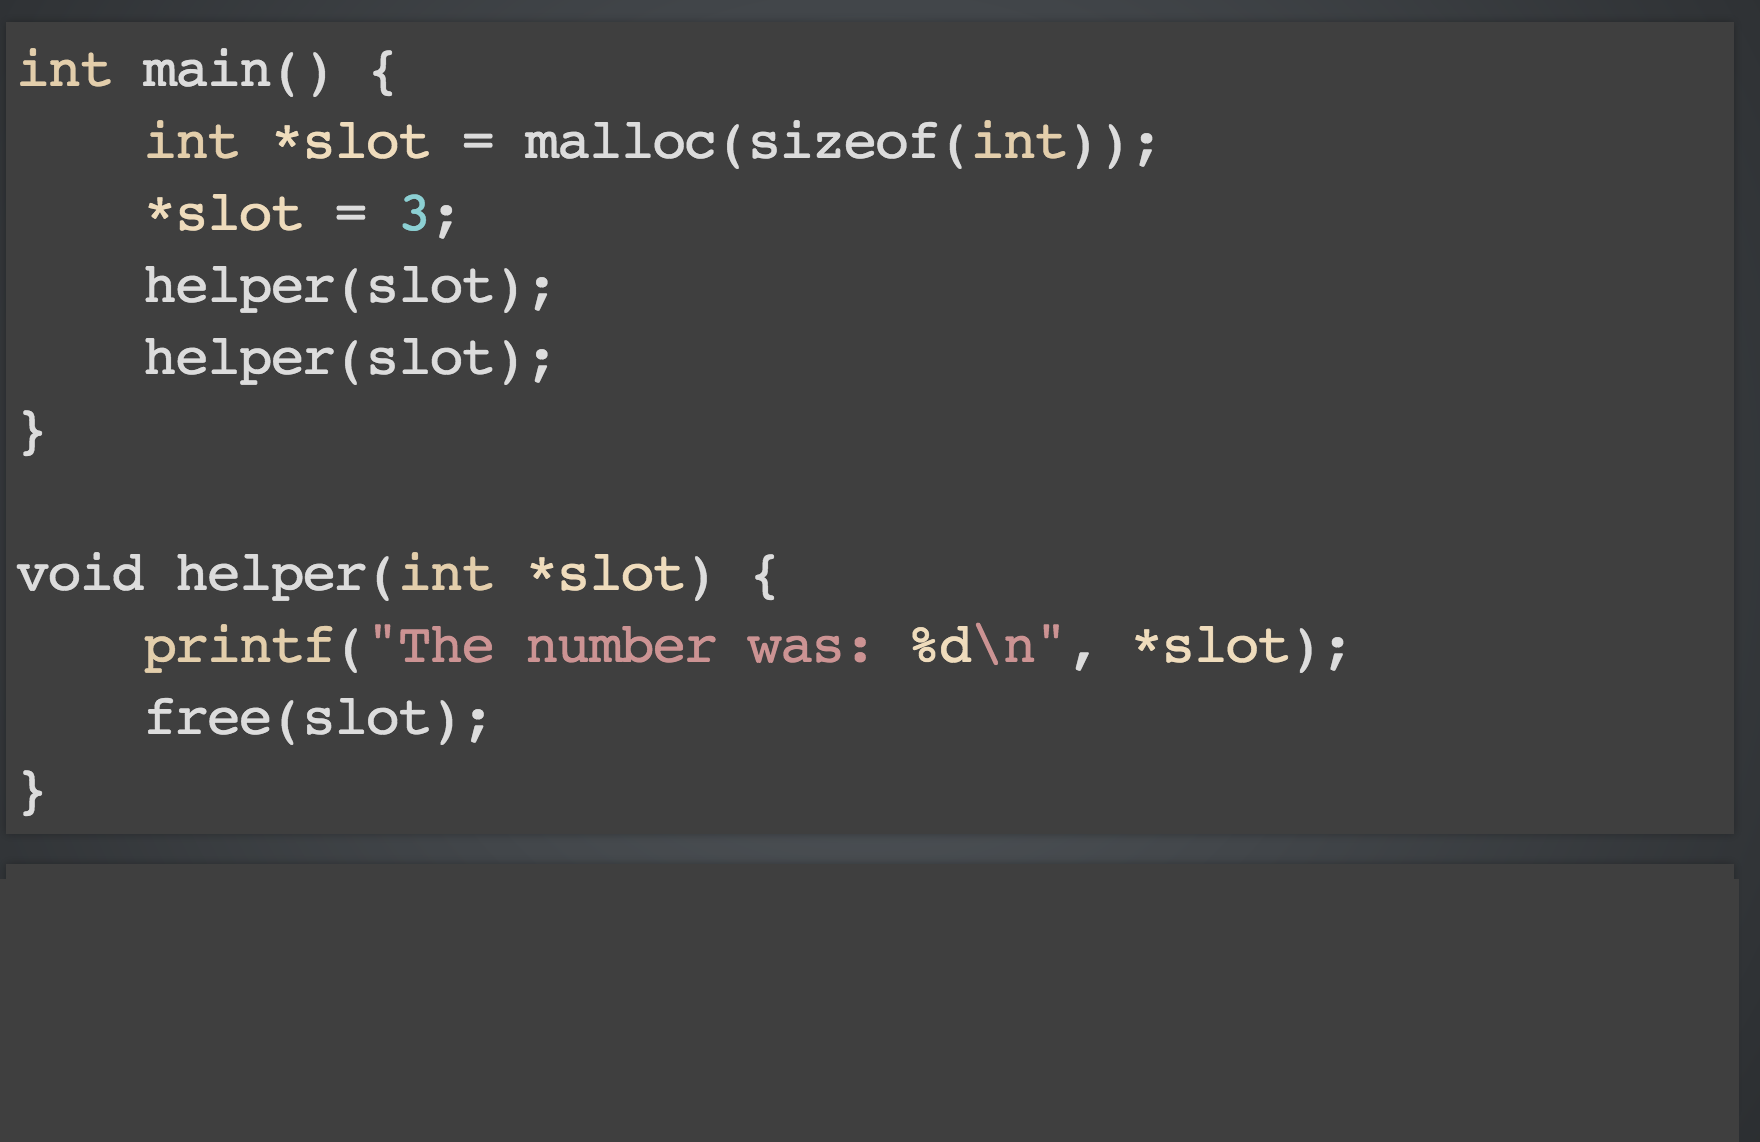 int main() {
    int *slot = malloc(sizeof(int));
    *slot = 3;
    helper(slot);
    helper(slot);
}

void helper(int *slot) {
    printf("The number was: %d\n", *slot);
    free(slot);
}